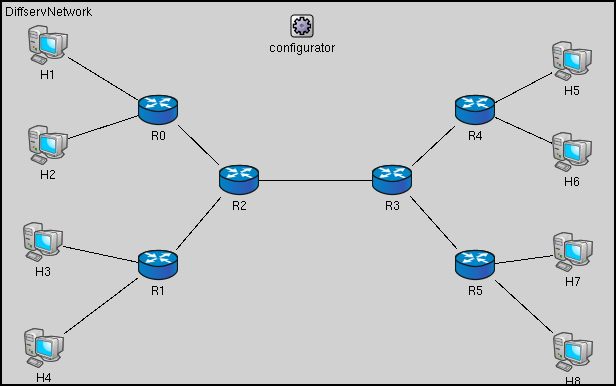 DiffservNetwork
configurator
H1
H5
R0
R4
H2
H6
R2
R3
H3
H7
R1
R5
H4
H8